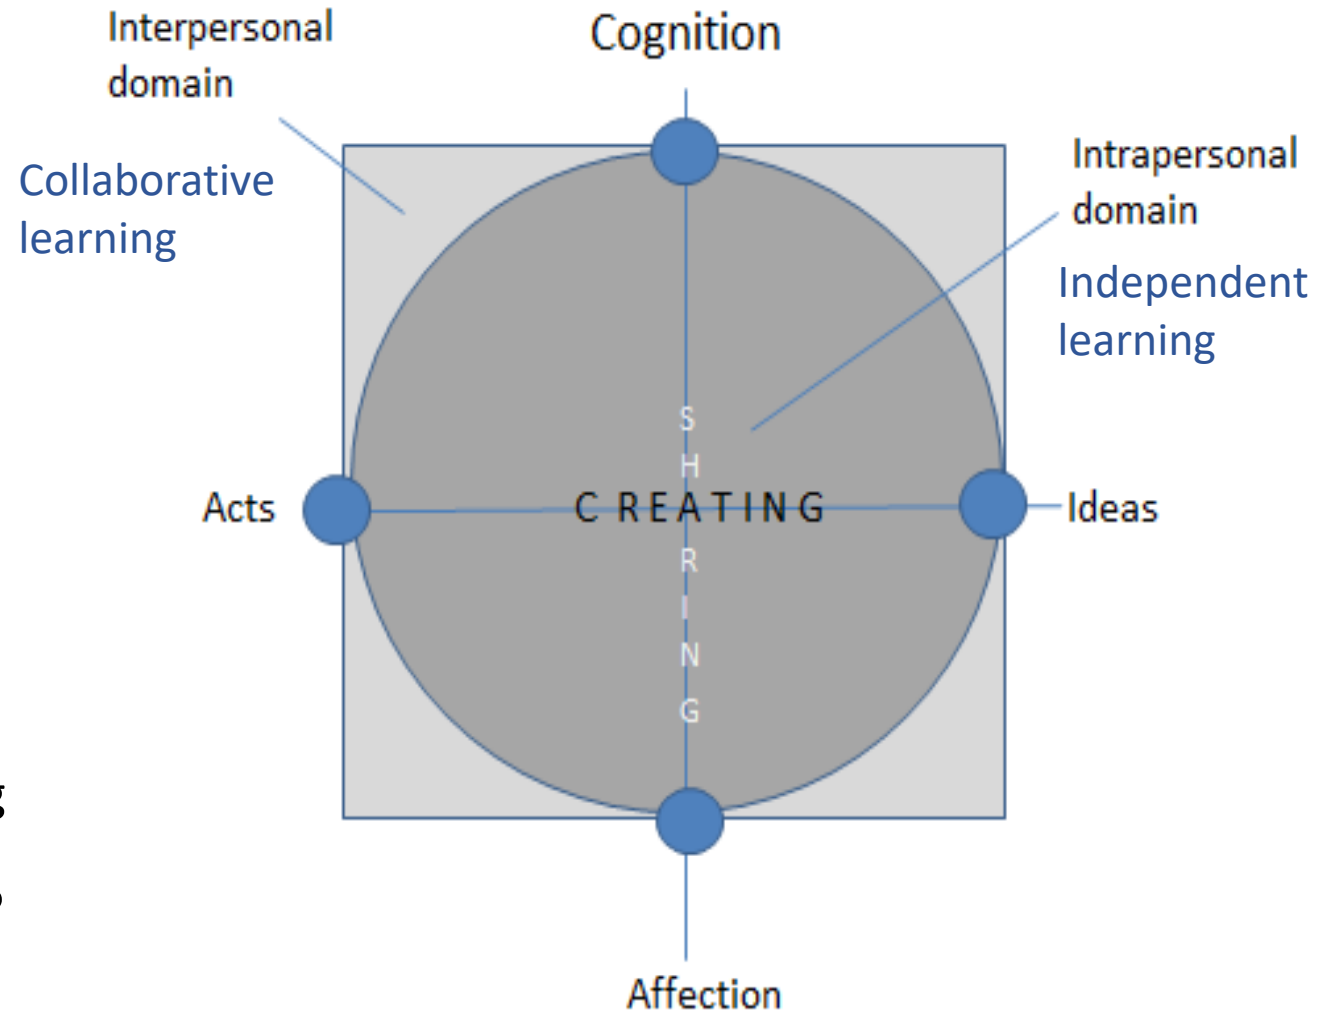 Interpersonal
domain
Cognition
Collaborative
learning
Intrapersonal
domain
Independent
learning
S
H
Acts
C R E A T I N G
Ideas
R
I
N
G
Affection